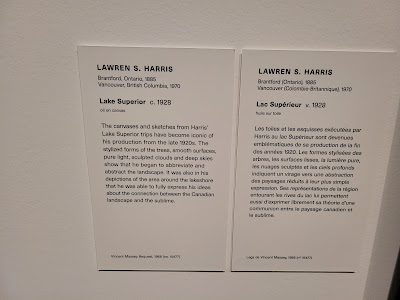 LAWREN S. HARRIS
Brantford, Ontario, 1885
Vancouver, British Columbia, 1970
Lake Superior c. 1928
oil on canvas
The canvases and sketches from Harris'
Lake Superior trips have become iconic of
his production from the late 1920s. The
stylized forms of the trees, smooth surfaces,
pure light, sculpted clouds and deep skies
show that he began to abbreviate and
abstract the landscape. It was also in his
depictions of the area around the lakeshore
that he was able to fully express his ideas
about the connection between the Canadian
landscape and the sublime.
Vincent Massey Bequest, 1968
LAWREN S. HARRIS
Brantford (Ontario), 1885
Vancouver (Colombie-Britannique), 1970
Lac Supérieur v. 1928
huile sur toile
Les toiles et les esquisses exécutées par
Harris au lac Supérieur sont devenues
emblématiques de sa production de la fin
des années 1920. Les formes stylisées des
arbres, les surfaces lisses, la lumière pure,
les nuages sculptés et les ciels profonds
indiquent un virage vers une abstraction
des paysages réduits à leur plus simple
expression. Ses représentations de la région
entourant les rives du lac lui permettent
aussi d'exprimer librement sa théorie d'une
communion entre le paysage canadien et
le sublime.
Legs de Vincent Massey, 1968